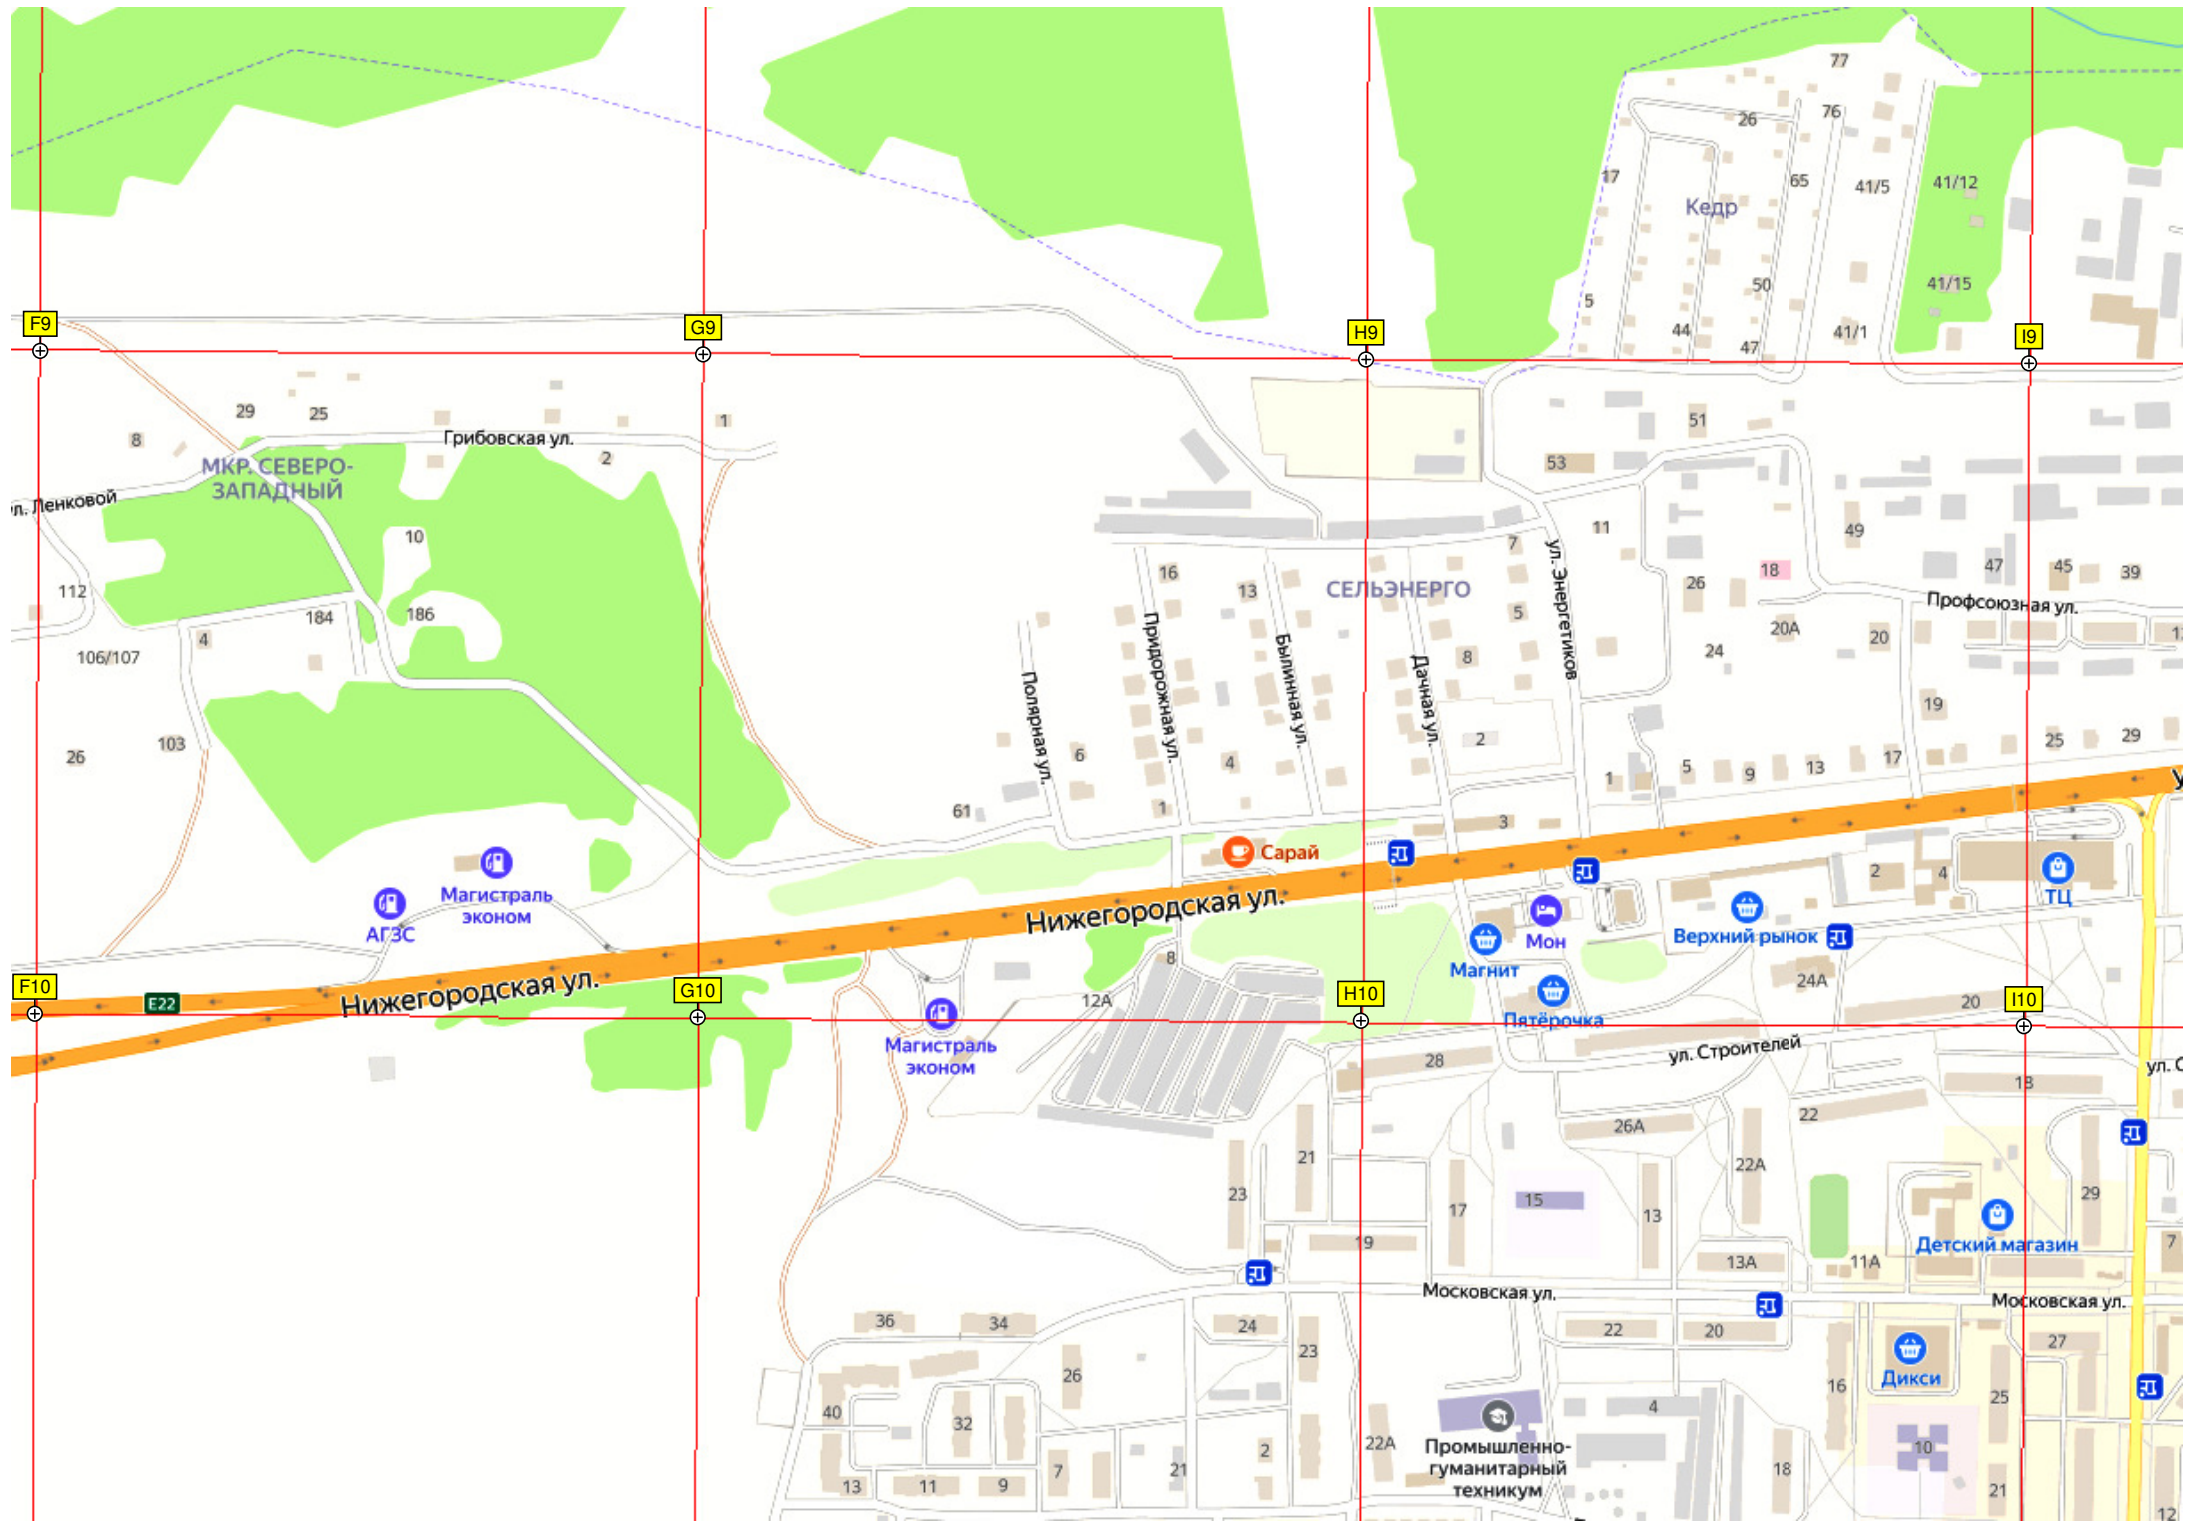 77
26
76
17
65
41/5
41/12
Кедр
5
50
41/15
44
47
41/1
F9
G9
H9
I9
8
29
25
Грибовская ул.
2
1
51
53
МКР. СЕВЕРО-
ЗАПАДНЫЙ
л. Ленковой
10
112
184
186
4
106/107
103
26
16
13
СЕЛЬЭНЕРГО
7
5
8
2
11
ул. Энергетиков
49
18
26
20А
24
20
47
45
39
Профсоюзная ул.
19
Полярная ул.
Придорожная ул.
Былинная ул.
Дачная ул.
6
4
1
61
3
1
5
9
13
17
25
29
Сарай
Магистраль
эконом
АГЗС
Нижегородская ул.
Нижегородская ул.
E22
Магнит
Мон
Пятёрочка
Верхний рынок
2
4
ТЦ
24А
20
F10
G10
H10
I10
8
12А
Магистраль
эконом
28
ул. Строителей
ул. С
18
22
26А
22А
21
23
17
15
13
19
13А
11А
29
7
Детский магазин
Московская ул.
Московская ул.
36
34
24
23
22
20
27
26
40
32
16
Дикси
25
4
10
22А
Промышленно-
гуманитарный
техникум
2
21
7
13
11
9
18
21
12